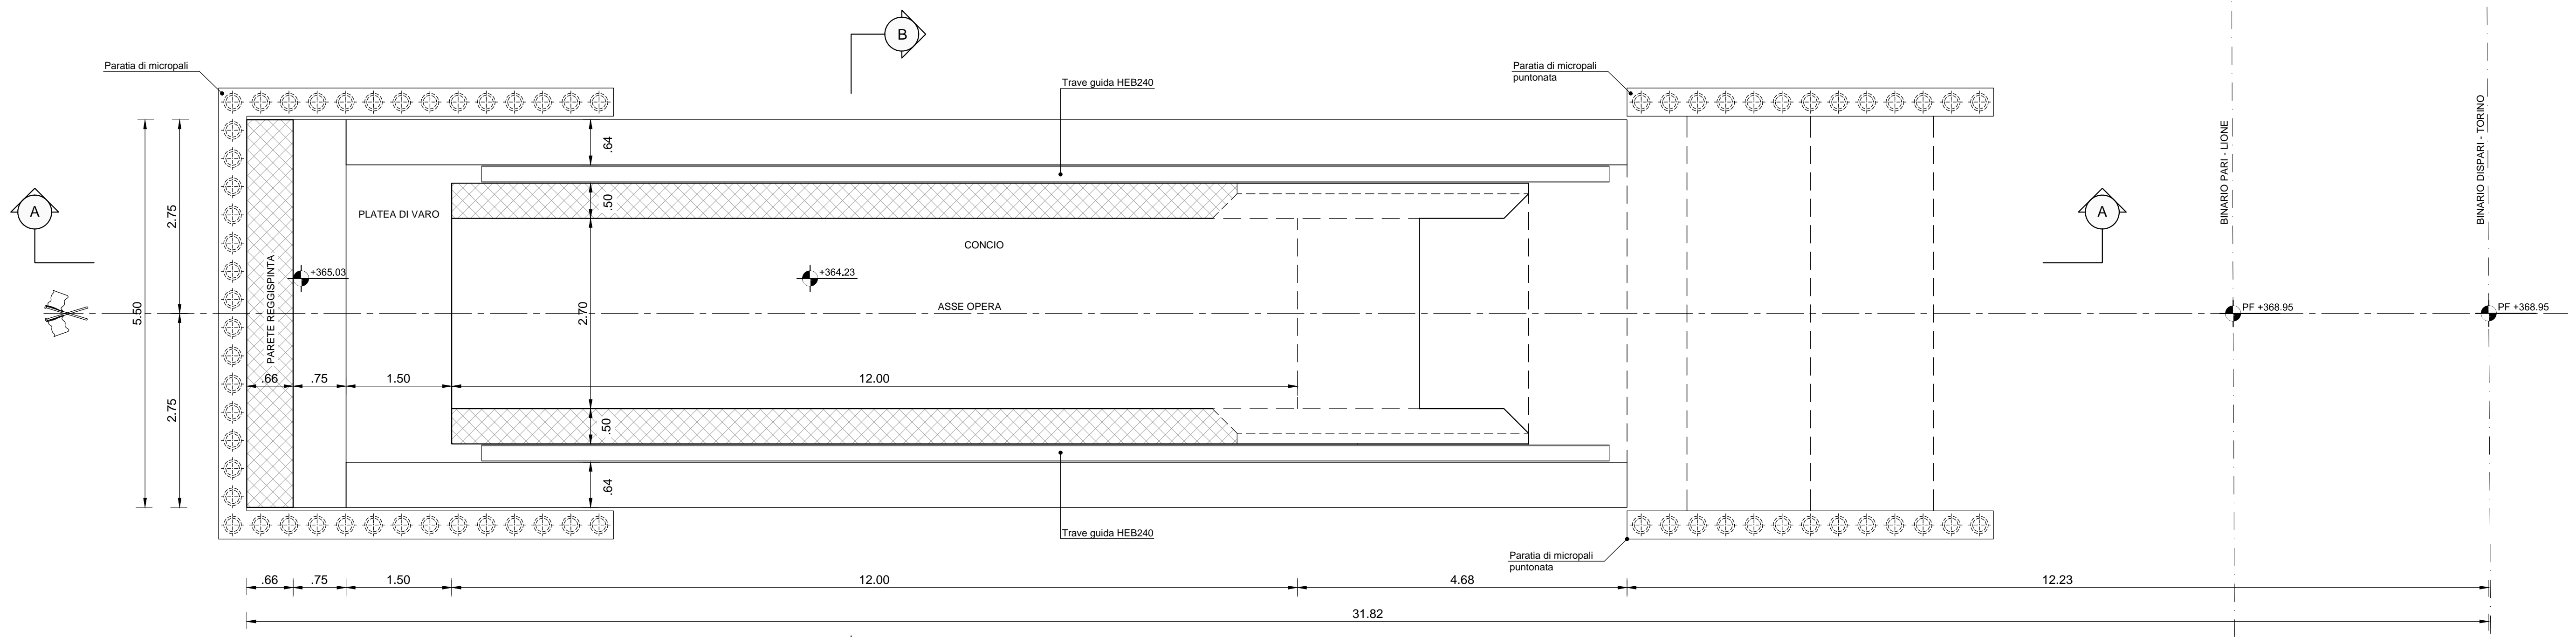 B
Paratia di micropali
Trave guida HEB240
Paratia di micropali
puntonata
BINARIO PARI - LIONE
BINARIO DISPARI - TORINO
.64
.50
A
2.75
PLATEA DI VARO
A
CONCIO
PARETE REGGISPINTA
+365.03
+364.23
5.50
2.70
ASSE OPERA
PF +368.95
PF +368.95
.66
.75
1.50
12.00
2.75
.50
.64
Trave guida HEB240
Paratia di micropali
puntonata
.66
.75
1.50
12.00
4.68
12.23
31.82